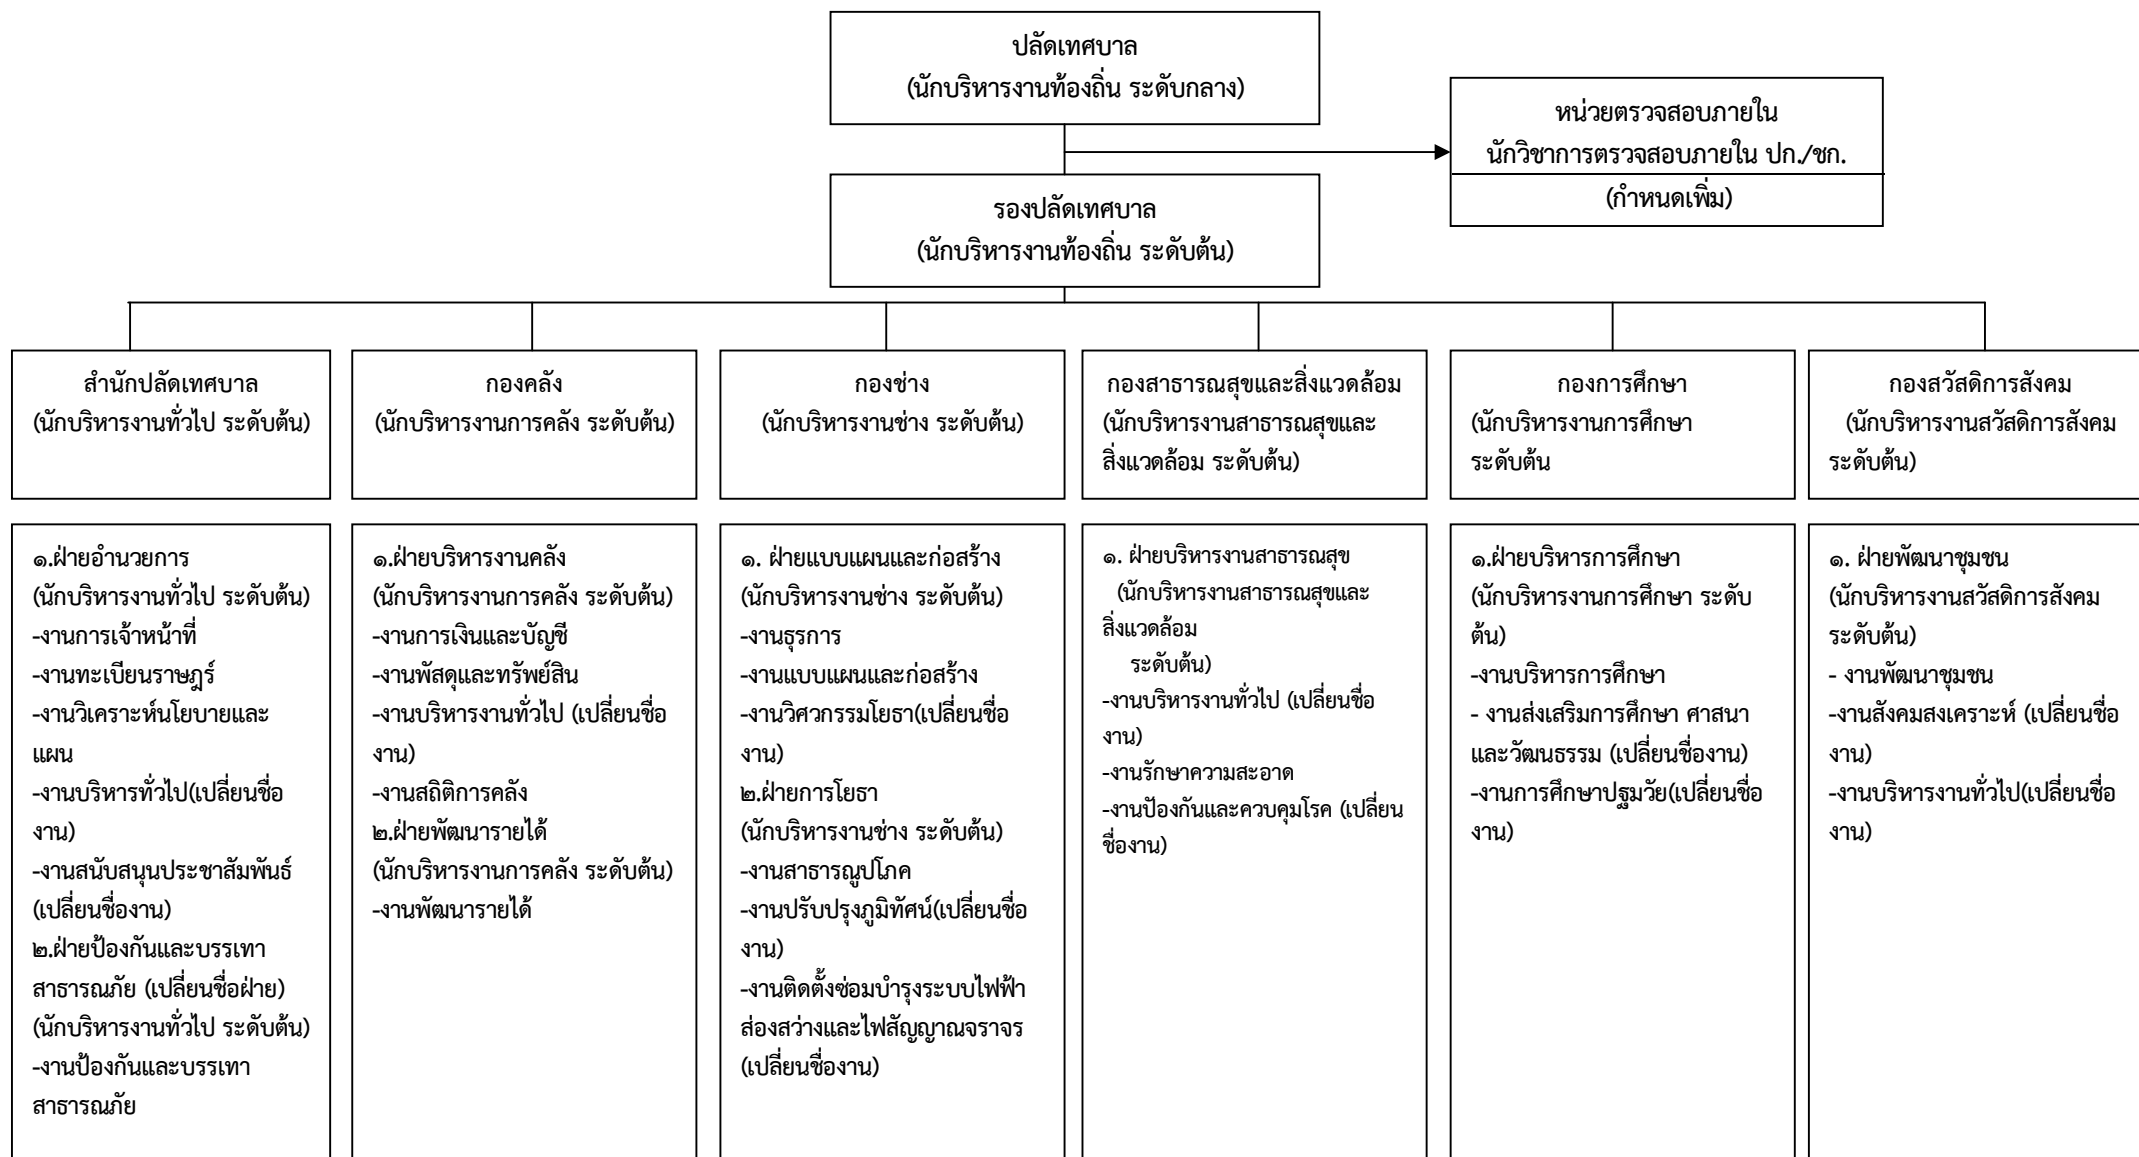 ปลัดเทศบาล
(นักบริหารงานท้องถิ่น ระดับกลาง)
หน่วยตรวจสอบภายใน
นักวิชาการตรวจสอบภายใน ปก./ชก.
(กำหนดเพิ่ม)
รองปลัดเทศบาล
(นักบริหารงานท้องถิ่น ระดับต้น)
สำนักปลัดเทศบาล
(นักบริหารงานทั่วไป ระดับต้น)
กองคลัง
(นักบริหารงานการคลัง ระดับต้น)
กองช่าง
(นักบริหารงานช่าง ระดับต้น)
กองสาธารณสุขและสิ่งแวดล้อม
(นักบริหารงานสาธารณสุขและ
สิ่งแวดล้อม ระดับต้น)
กองการศึกษา
(นักบริหารงานการศึกษา
ระดับต้น
กองสวัสดิการสังคม
(นักบริหารงานสวัสดิการสังคม
ระดับต้น)
๑.ฝ่ายอำนวยการ
(นักบริหารงานทั่วไป ระดับต้น)
-งานการเจ้าหน้าที่
-งานทะเบียนราษฎร์
-งานวิเคราะห์นโยบายและ
แผน
-งานบริหารทั่วไป(เปลี่ยนชื่อ
งาน)
-งานสนับสนุนประชาสัมพันธ์
(เปลี่ยนชื่องาน)
๒.ฝ่ายป้องกันและบรรเทา
สาธารณภัย (เปลี่ยนชื่อฝ่าย)
(นักบริหารงานทั่วไป ระดับต้น)
-งานป้องกันและบรรเทา
สาธารณภัย
๑.ฝ่ายบริหารงานคลัง
(นักบริหารงานการคลัง ระดับต้น)
-งานการเงินและบัญชี
-งานพัสดุและทรัพย์สิน
-งานบริหารงานทั่วไป (เปลี่ยนชื่อ
งาน)
-งานสถิติการคลัง
๒.ฝ่ายพัฒนารายได้
(นักบริหารงานการคลัง ระดับต้น)
-งานพัฒนารายได้
๑. ฝ่ายแบบแผนและก่อสร้าง
(นักบริหารงานช่าง ระดับต้น)
-งานธุรการ
-งานแบบแผนและก่อสร้าง
-งานวิศวกรรมโยธา(เปลี่ยนชื่อ
งาน)
๒.ฝ่ายการโยธา
(นักบริหารงานช่าง ระดับต้น)
-งานสาธารณูปโภค
-งานปรับปรุงภูมิทัศน์(เปลี่ยนชื่อ
งาน)
-งานติดตั้งซ่อมบำรุงระบบไฟฟ้า
ส่องสว่างและไฟสัญญาณจราจร
(เปลี่ยนชื่องาน)
๑. ฝ่ายบริหารงานสาธารณสุข
(นักบริหารงานสาธารณสุขและ
สิ่งแวดล้อม
ระดับต้น)
-งานบริหารงานทั่วไป (เปลี่ยนชื่อ
งาน)
-งานรักษาความสะอาด
-งานป้องกันและควบคุมโรค (เปลี่ยน
ชื่องาน)
๑.ฝ่ายบริหารการศึกษา
(นักบริหารงานการศึกษา ระดับ
ต้น)
-งานบริหารการศึกษา
- งานส่งเสริมการศึกษา ศาสนา
และวัฒนธรรม (เปลี่ยนชื่องาน)
-งานการศึกษาปฐมวัย(เปลี่ยนชื่อ
งาน)
๑. ฝ่ายพัฒนาชุมชน
(นักบริหารงานสวัสดิการสังคม
ระดับต้น)
- งานพัฒนาชุมชน
-งานสังคมสงเคราะห์ (เปลี่ยนชื่อ
งาน)
-งานบริหารงานทั่วไป(เปลี่ยนชื่อ
งาน)